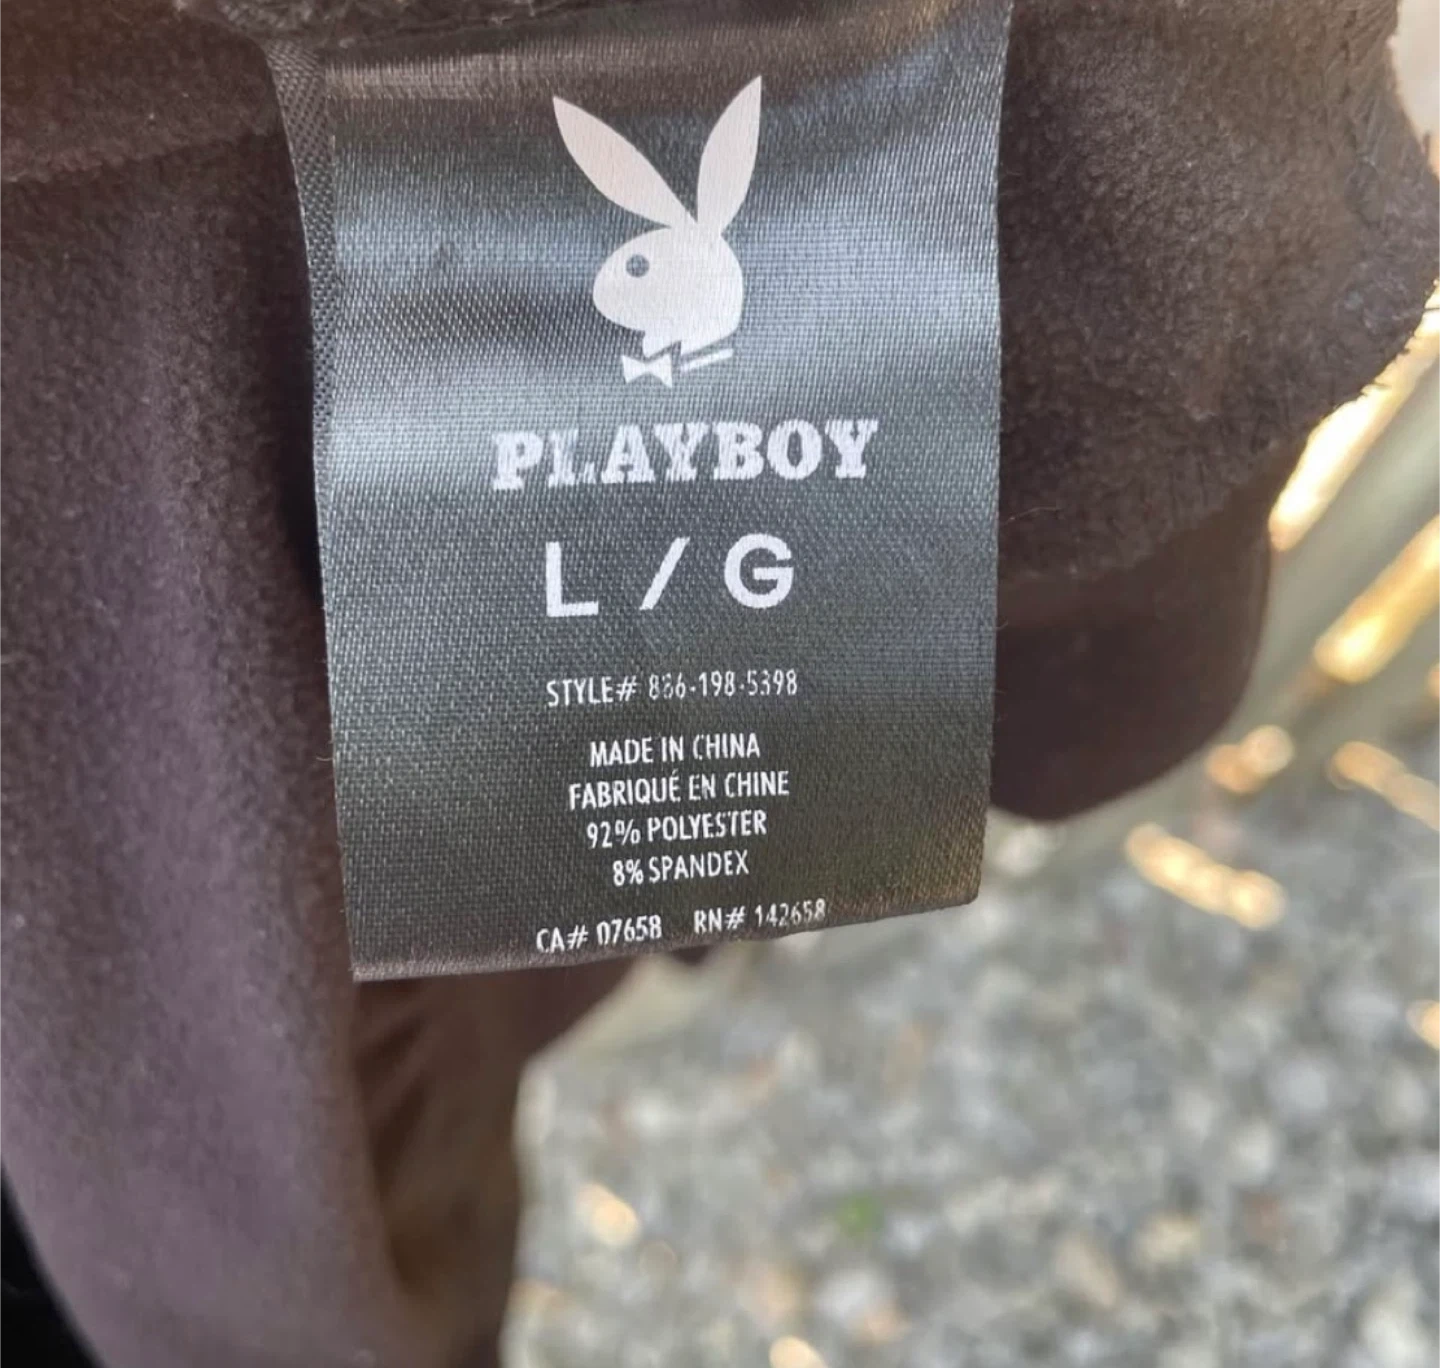 PLAYBOY
L / G
STYLE# 886-198-5398
MADE IN CHINA
FABRIQUÉ EN CHINE
92% POLYESTER
8% SPANDEX
CA# 07658 RN# 142658